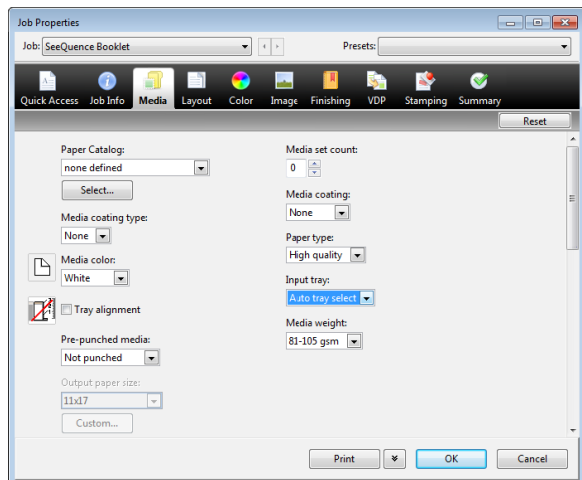 Job Properties
Job: SeeQuence Booklet
Presets:
Quick Access Job Info Media Layout Color Image Finishing VDP Stamping Summary
Reset
Paper Catalog:
none defined
Select...
Media coating type:
None
Media color:
White
Tray alignment
Pre-punched media:
Not punched
Output paper size:
11x17
Custom...
Media set count:
0
Media coating:
None
Paper type:
High quality
Input tray:
Auto tray select
Media weight:
81-105 gsm
Print OK Cancel